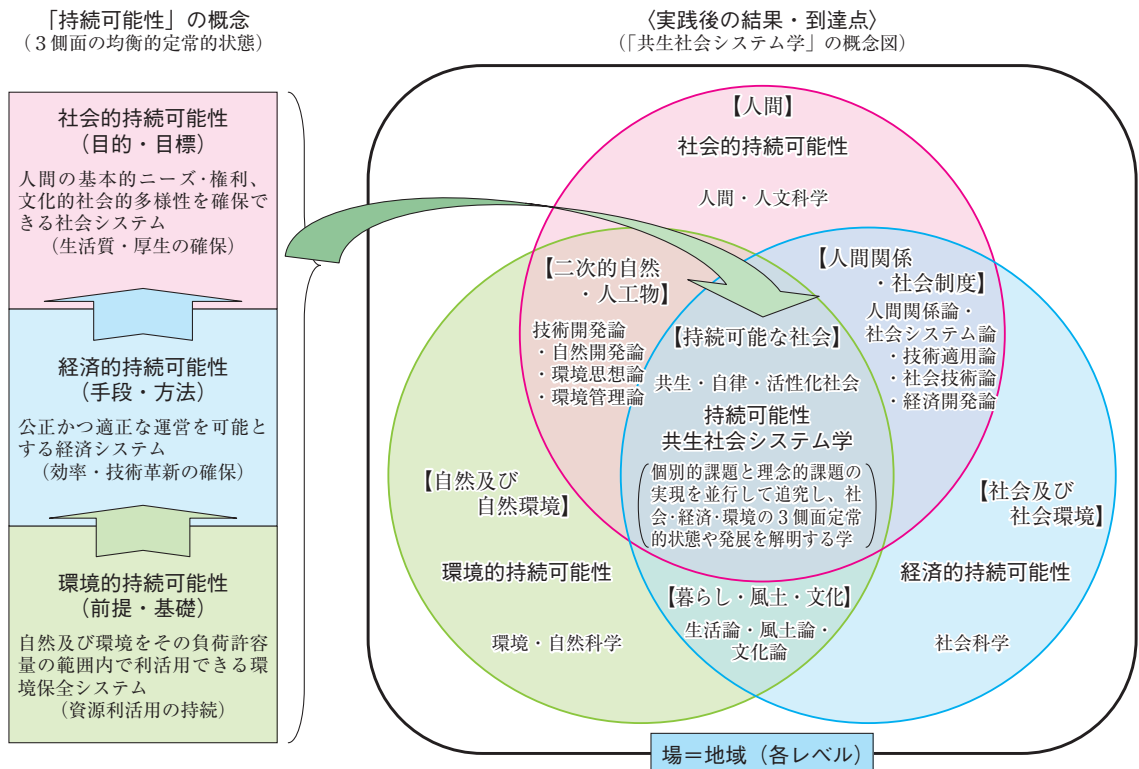 「持続可能性」の概念
（３側面の均衡的定常的状態）
社会的持続可能性
（目的・目標）
人間の基本的ニーズ・権利、
文化的社会的多様性を確保で
きる社会システム
（生活質・厚生の確保）
経済的持続可能性
（手段・方法）
公正かつ適正な運営を可能と
する経済システム
（効率・技術革新の確保）
環境的持続可能性
（前提・基礎）
自然及び環境をその負荷許容
量の範囲内で利活用できる環
境保全システム
（資源利活用の持続）
〈実践後の結果・到達点〉
（「共生社会システム学」の概念図）
【人間】
社会的持続可能性
人間・人文科学
【二次的自然
・人工物】
技術開発論
・自然開発論
・環境思想論
・環境管理論
【人間関係
・社会制度】
人間関係論・
社会システム論
・技術適用論
・社会技術論
・経済開発論
【持続可能な社会】
共生・自律・活性化社会
持続可能性
共生社会システム学
（個別的課題と理念的課題の
実現を並行して追究し、社
会・経済・環境の３側面定常
的状態や発展を解明する学）
【自然及び
自然環境】
環境的持続可能性
環境・自然科学
【社会及び
社会環境】
経済的持続可能性
社会科学
【暮らし・風土・文化】
生活論・風土論・
文化論
場＝地域（各レベル）